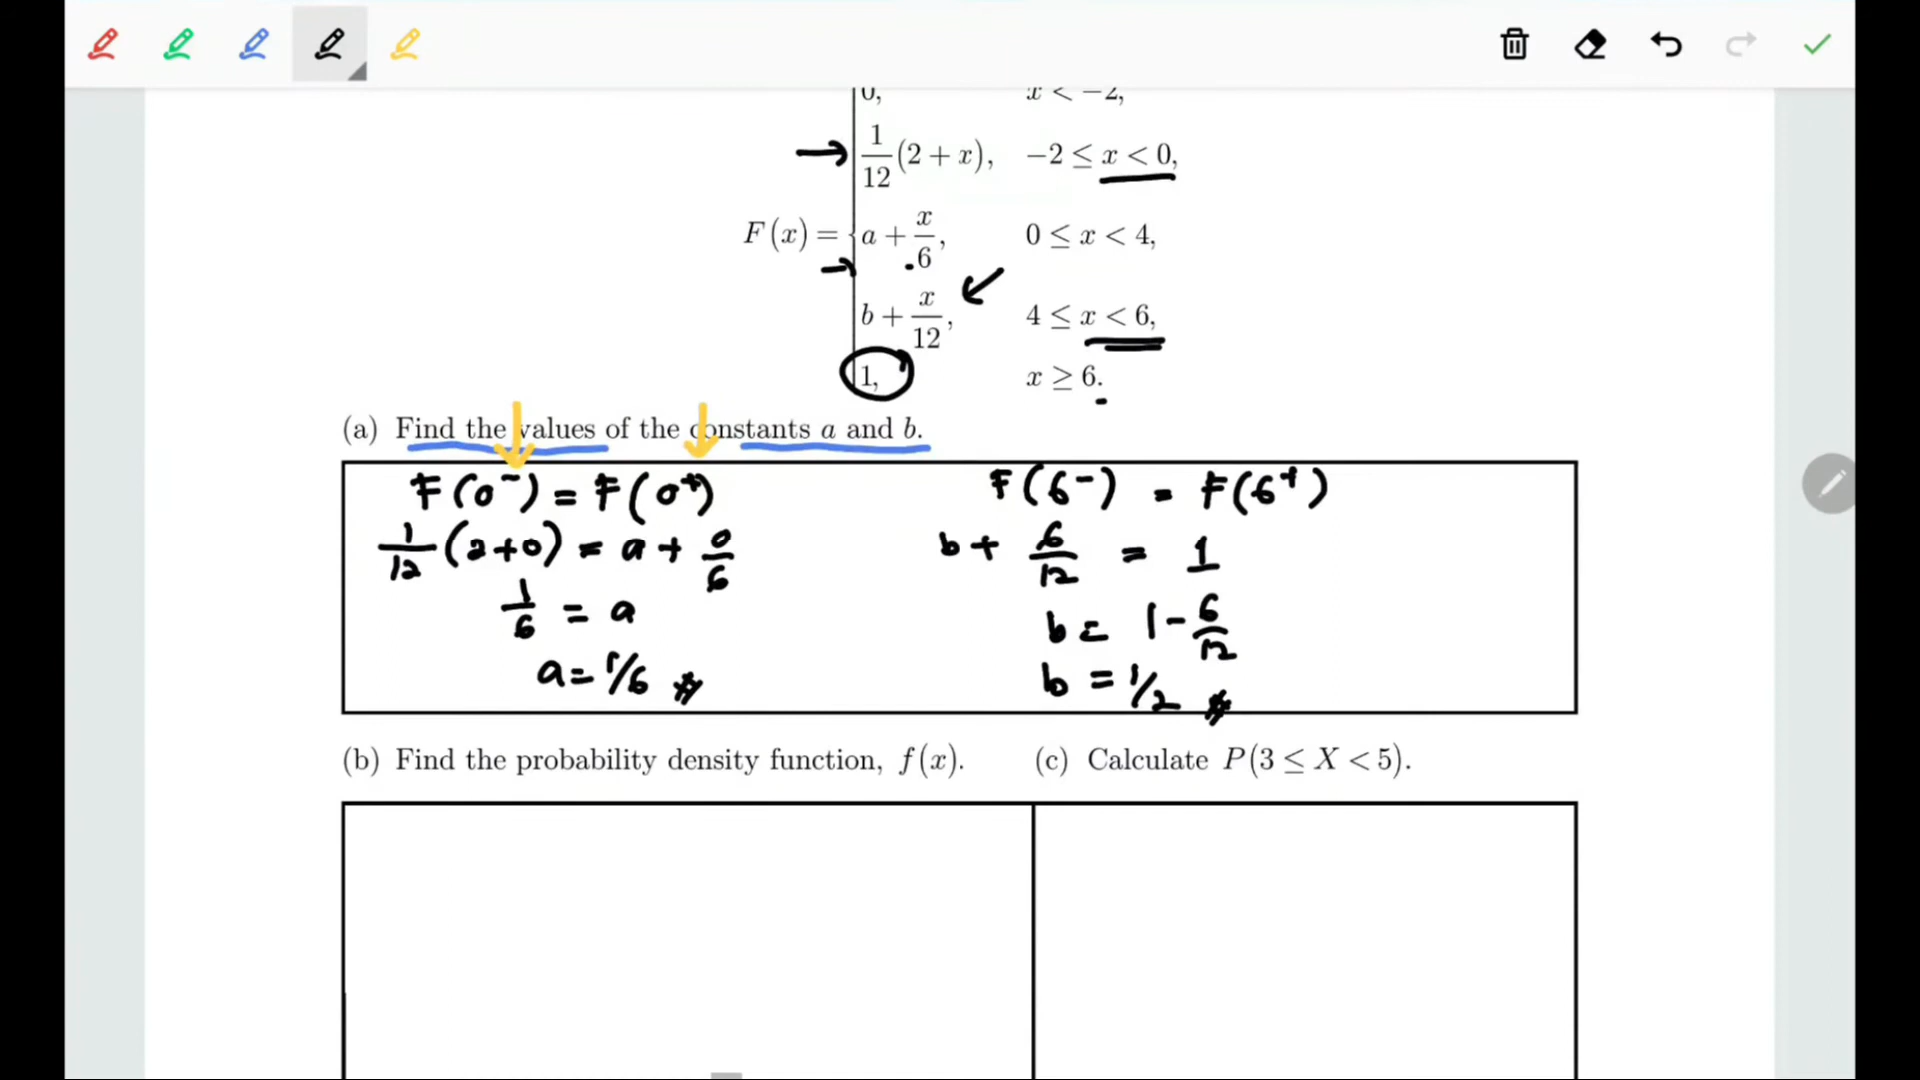 0, x < −2,
1/12 (2 + x), −2 ≤ x < 0,
F(x) = { a + x/6, 0 ≤ x < 4,
b + x/12, 4 ≤ x < 6,
1, x ≥ 6.
(a) Find the values of the constants a and b.
F(0⁻) = F(0⁺)
1/12 (2+0) = a + 0/6
1/6 = a
a = 1/6 #
F(6⁻) = F(6⁺)
b + 6/12 = 1
b = 1 - 6/12
b = 1/2 #
(b) Find the probability density function, f(x).
(c) Calculate P(3 ≤ X < 5).